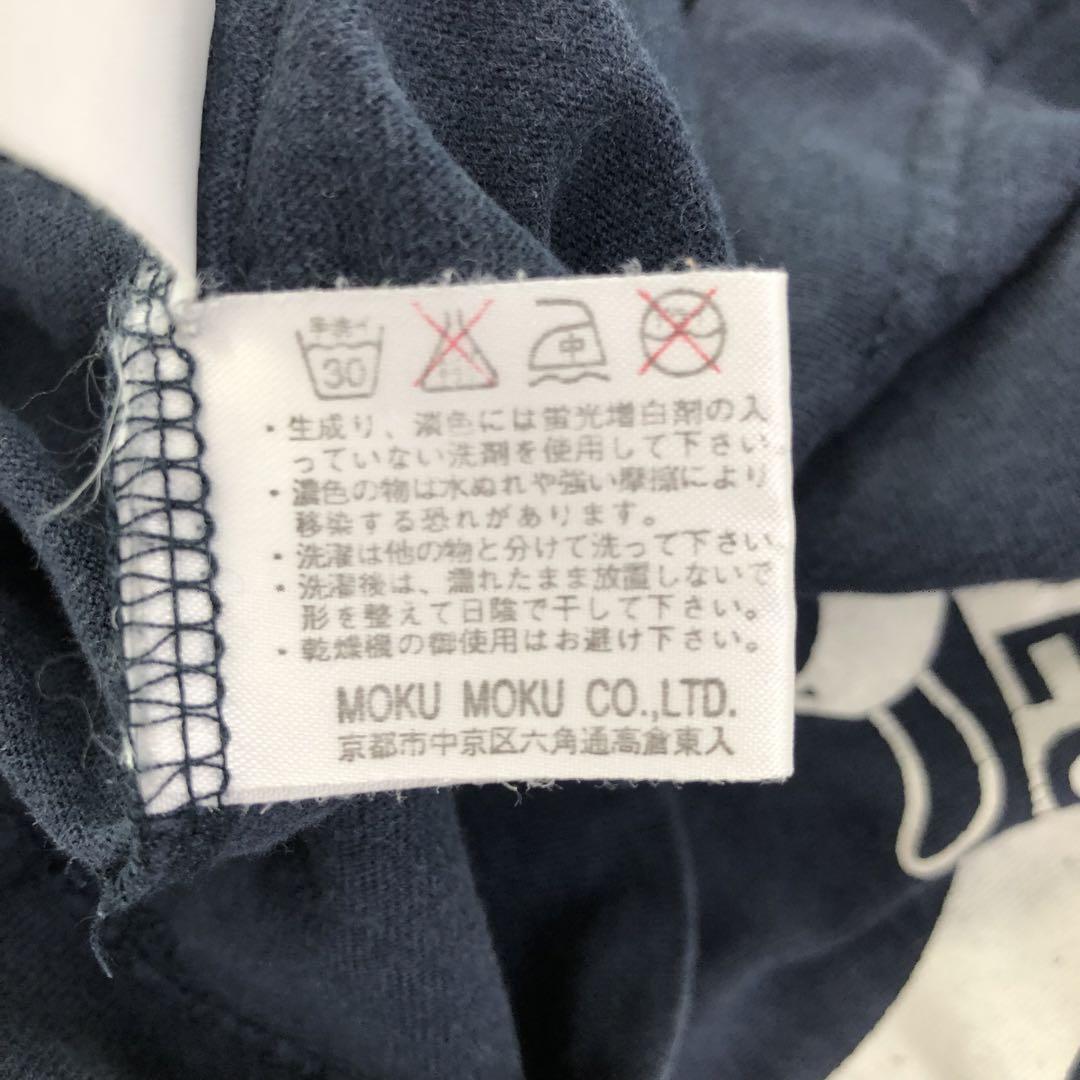 手洗イ
30
中
・生成り、淡色には蛍光増白剤の入
っていない洗剤を使用して下さい
・濃色の物は水ぬれや強い摩擦により
移染する恐れがあります。
・洗濯は他の物と分けて洗って下さい
・洗濯後は、濡れたまま放置しないで
形を整えて日陰で干して下さい。
・乾燥機の御使用はお避け下さい。
MOKU MOKU CO.,LTD.
京都市中京区六角通高倉東入